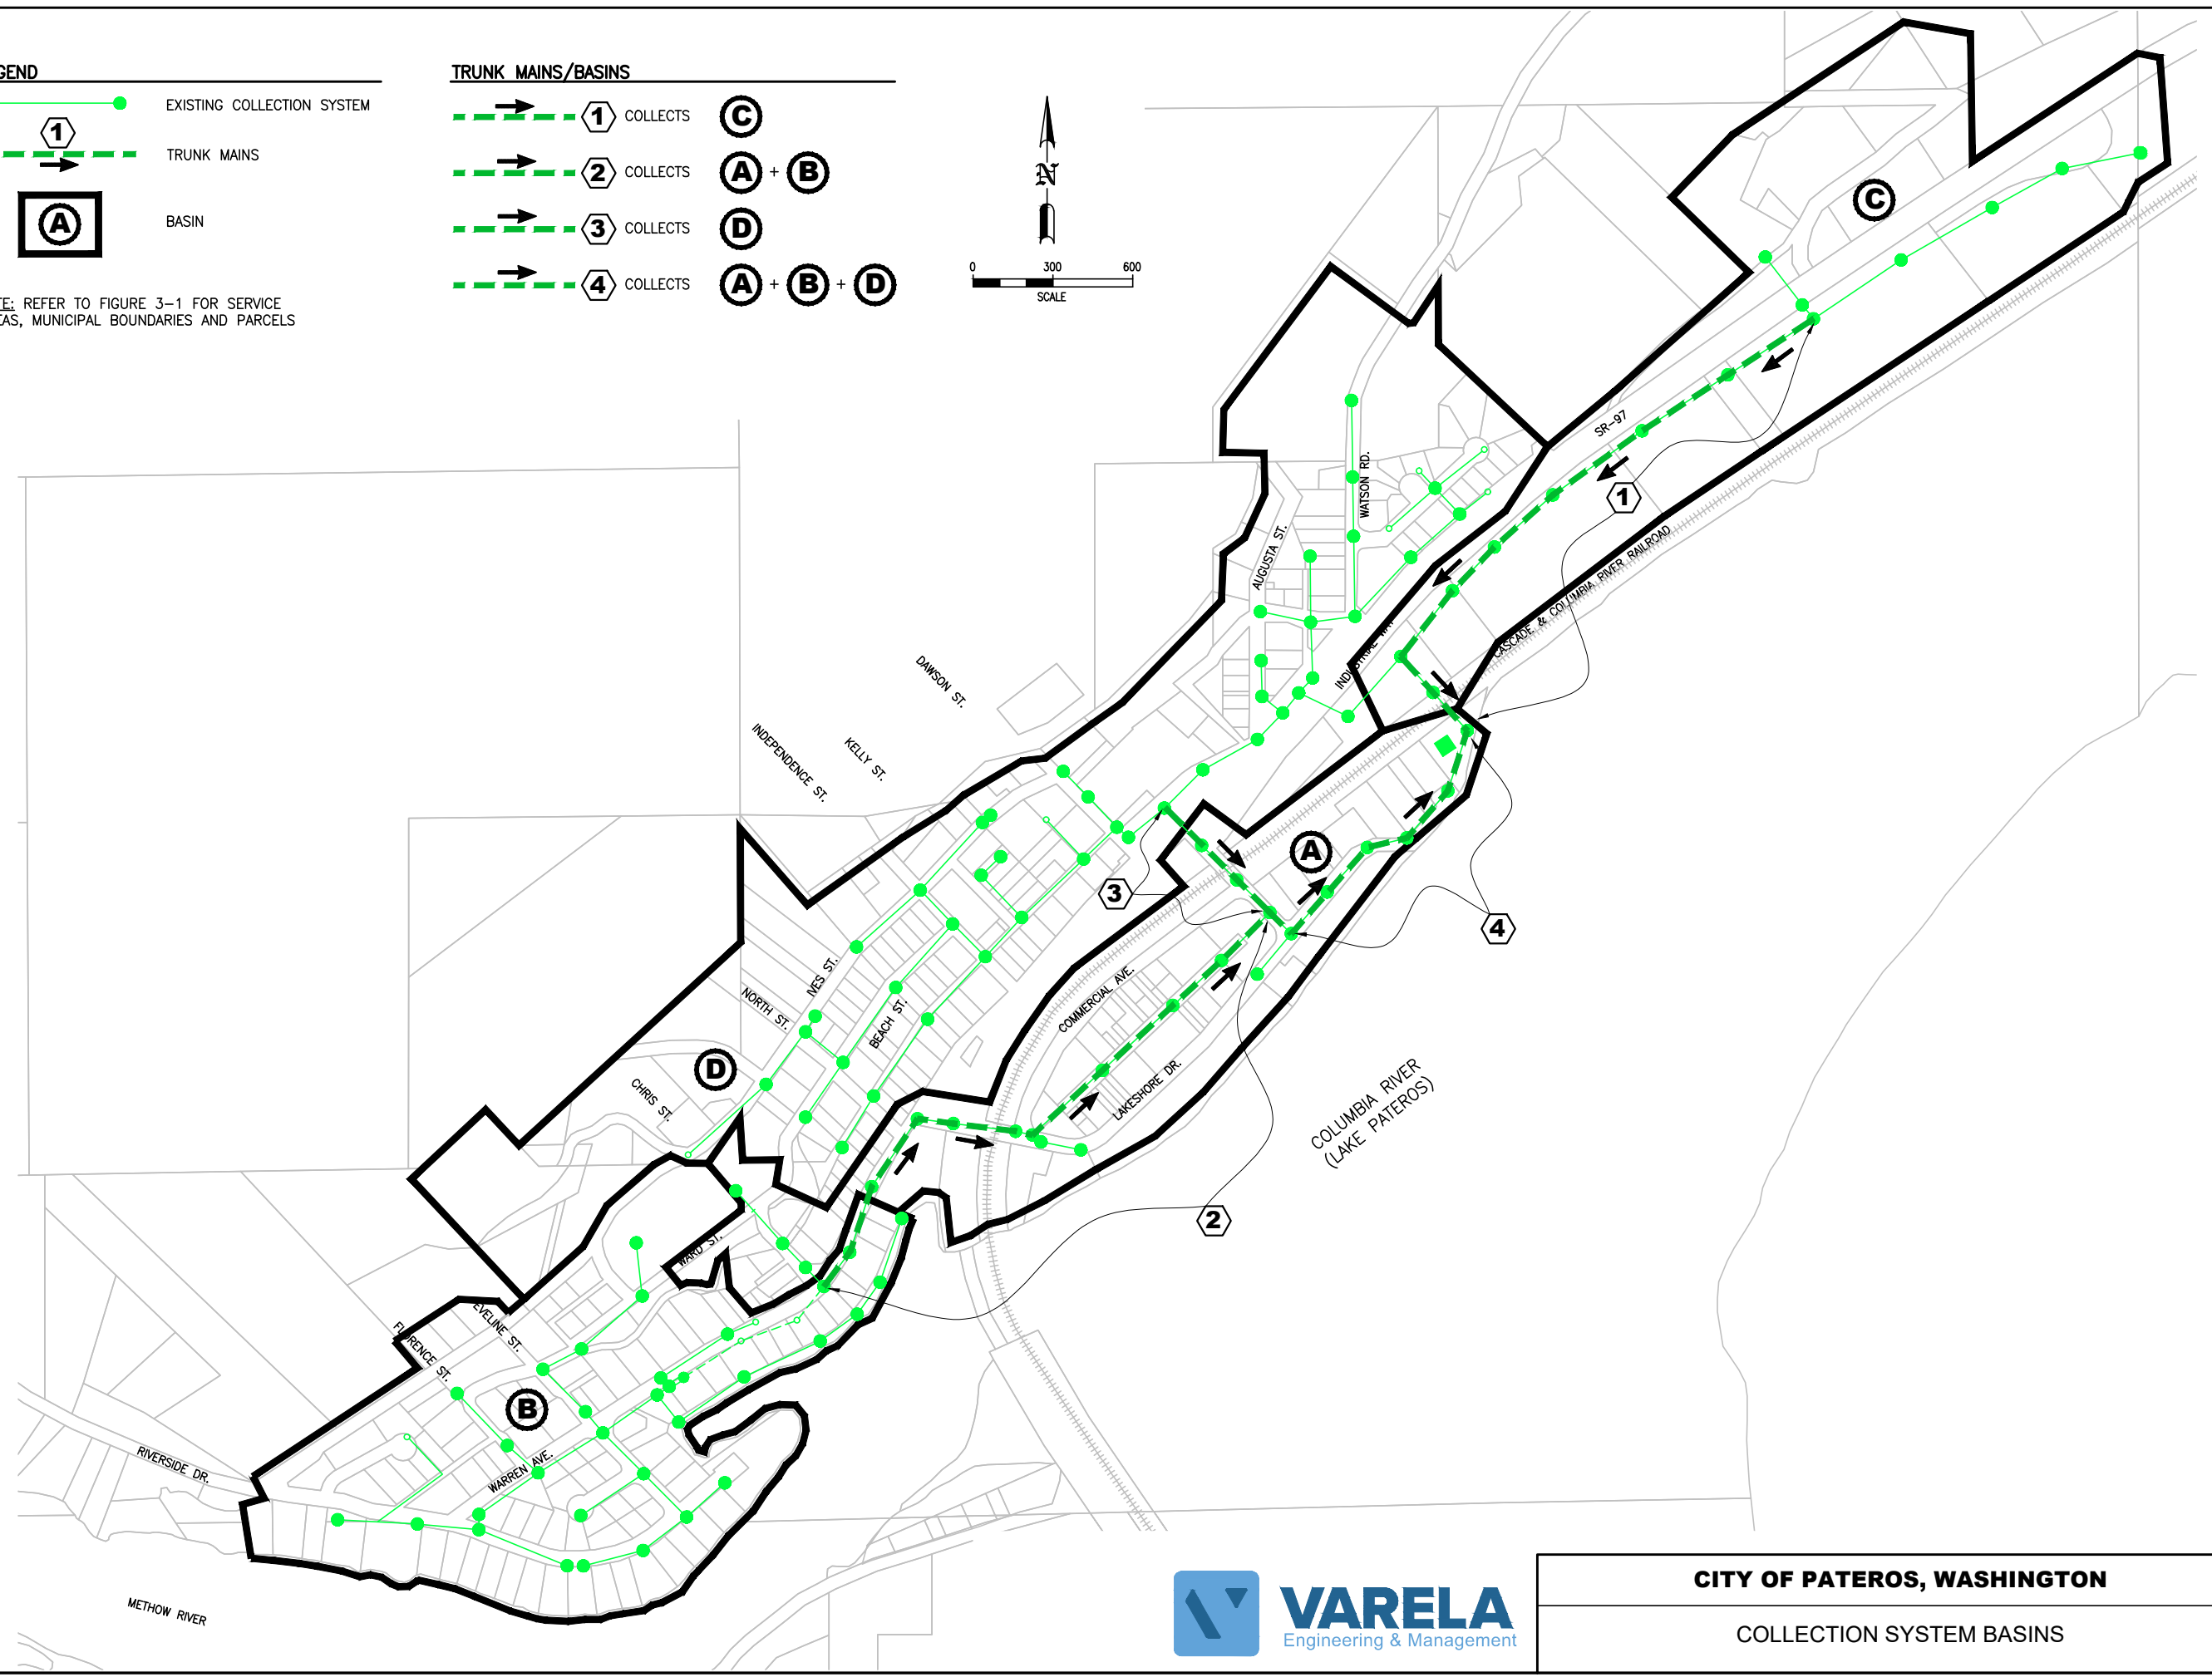 GEND
EXISTING COLLECTION SYSTEM
1
TRUNK MAINS
A
BASIN
TE: REFER TO FIGURE 3-1 FOR SERVICE
EAS, MUNICIPAL BOUNDARIES AND PARCELS
TRUNK MAINS/BASINS
1 COLLECTS C
2 COLLECTS A + B
3 COLLECTS D
4 COLLECTS A + B + D
N
0 300 600
SCALE
C
SR-97
1
WATSON RD.
AUGUSTA ST.
INDUSTRIAL WAY
CASCADE & COLUMBIA RIVER RAILROAD
DAWSON ST.
KELLY ST.
INDEPENDENCE ST.
A
3
4
IVES ST.
NORTH ST.
BEACH ST.
COMMERCIAL AVE.
LAKESHORE DR.
D
CHRIS ST.
COLUMBIA RIVER
(LAKE PATEROS)
2
WARD ST.
EVELINE ST.
FLORENCE ST.
B
WARREN AVE.
RIVERSIDE DR.
METHOW RIVER
VARELA
Engineering & Management
CITY OF PATEROS, WASHINGTON
COLLECTION SYSTEM BASINS